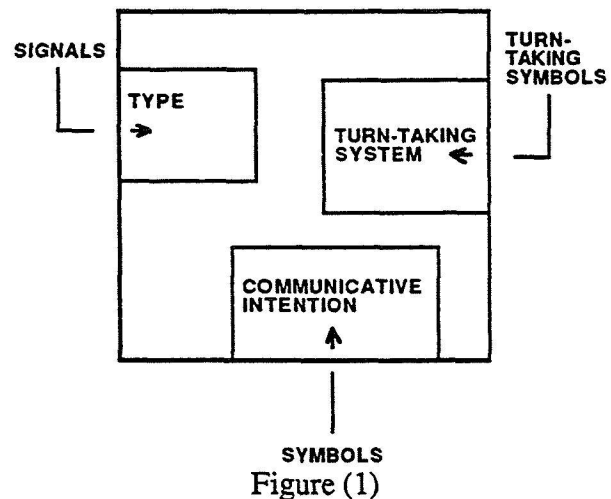 SIGNALS
TURN-
TAKING
SYMBOLS
TYPE
TURN-TAKING
SYSTEM
COMMUNICATIVE
INTENTION
SYMBOLS
Figure (1)